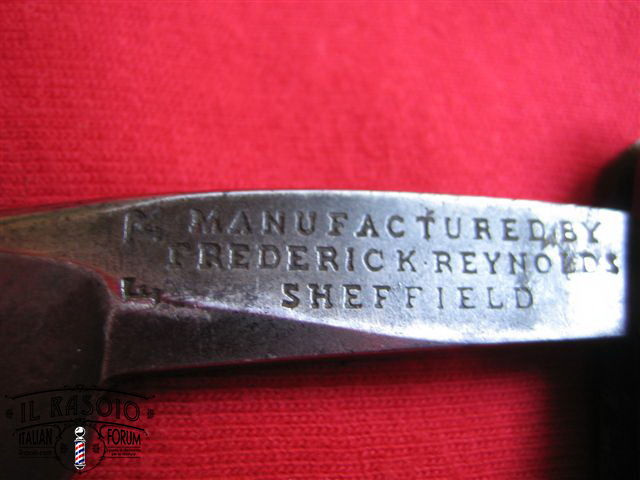 MANUFACTURED BY
FREDERICK·REYNOLDS
SHEFFIELD
IL RASOIO
ITALIAN FORUM